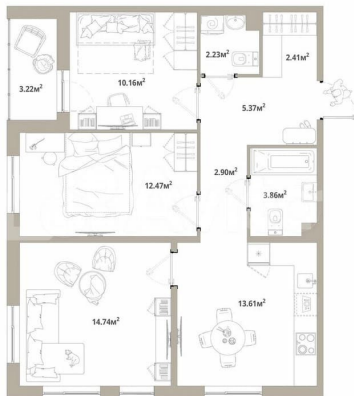 2.23м²
2.41м²
3.22м²
10.16м²
5.37м²
12.47м²
2.90м²
3.86м²
14.74м²
13.61м²